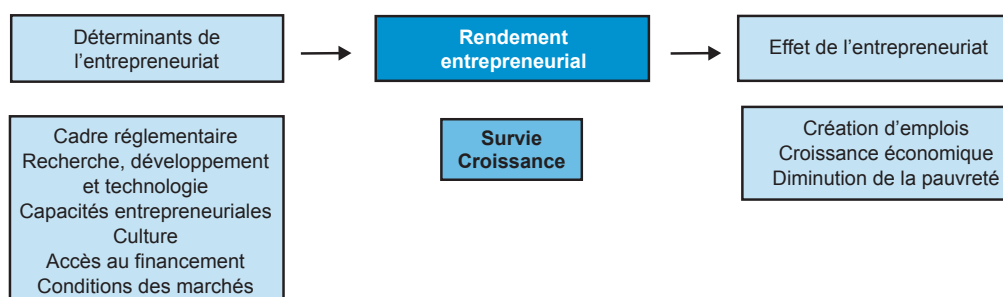 Déterminants de
l'entrepreneuriat
Rendement
entrepreneurial
Effet de l'entrepreneuriat
Cadre réglementaire
Recherche, développement
et technologie
Capacités entrepreneuriales
Culture
Accès au financement
Conditions des marchés
Survie
Croissance
Création d'emplois
Croissance économique
Diminution de la pauvreté